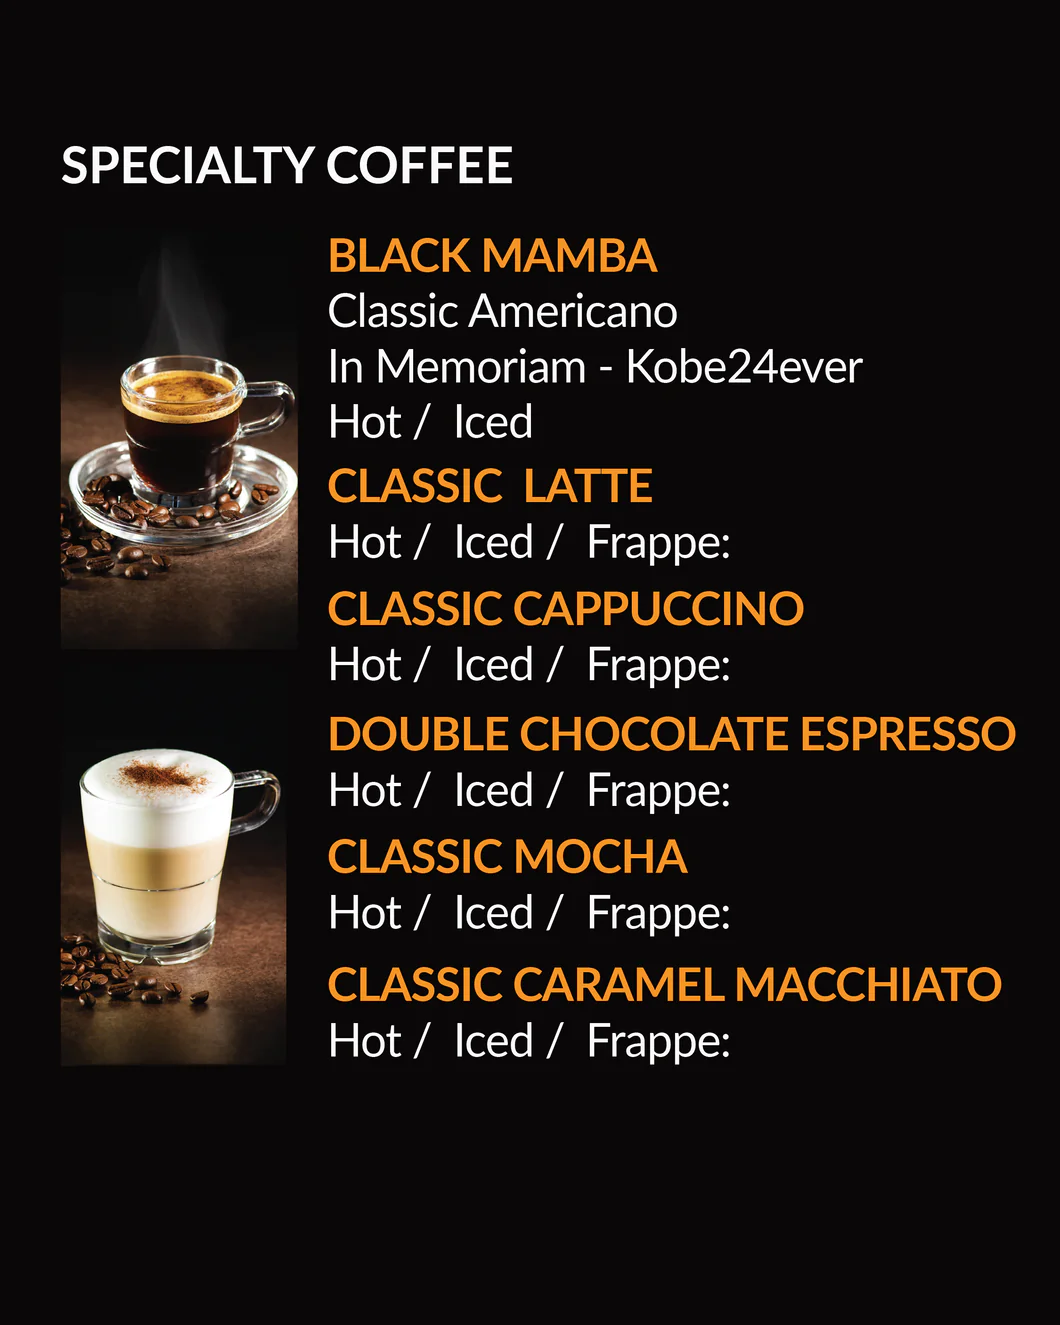 SPECIALTY COFFEE
BLACK MAMBA
Classic Americano
In Memoriam - Kobe24ever
Hot / Iced
CLASSIC LATTE
Hot / Iced / Frappe:
CLASSIC CAPPUCCINO
Hot / Iced / Frappe:
DOUBLE CHOCOLATE ESPRESSO
Hot / Iced / Frappe:
CLASSIC MOCHA
Hot / Iced / Frappe:
CLASSIC CARAMEL MACCHIATO
Hot / Iced / Frappe: